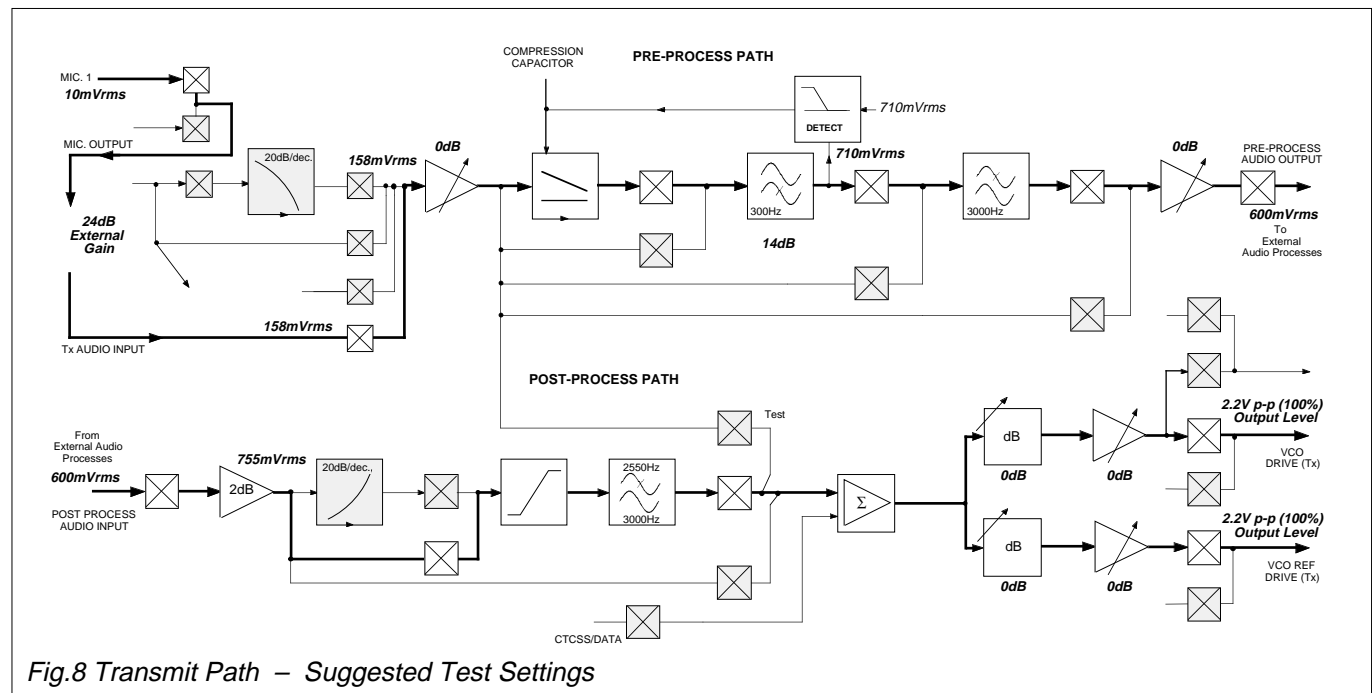 COMPRESSION
CAPACITOR
PRE-PROCESS PATH
MIC. 1
10mVrms
MIC. OUTPUT
24dB
External
Gain
20dB/dec.
158mVrms
158mVrms
Tx AUDIO INPUT
0dB
DETECT
710mVrms
710mVrms
300Hz
14dB
3000Hz
0dB
PRE-PROCESS
AUDIO OUTPUT
600mVrms
To
External
Audio Processes
POST-PROCESS PATH
From
External Audio
Processes
600mVrms
POST PROCESS
AUDIO INPUT
755mVrms
2dB
20dB/dec.,
2550Hz
3000Hz
Test
Σ
CTCSS/DATA
dB
0dB
0dB
2.2V p-p (100%)
Output Level
VCO
DRIVE (Tx)
dB
0dB
0dB
2.2V p-p (100%)
Output Level
VCO REF
DRIVE (Tx)
Fig.8 Transmit Path – Suggested Test Settings